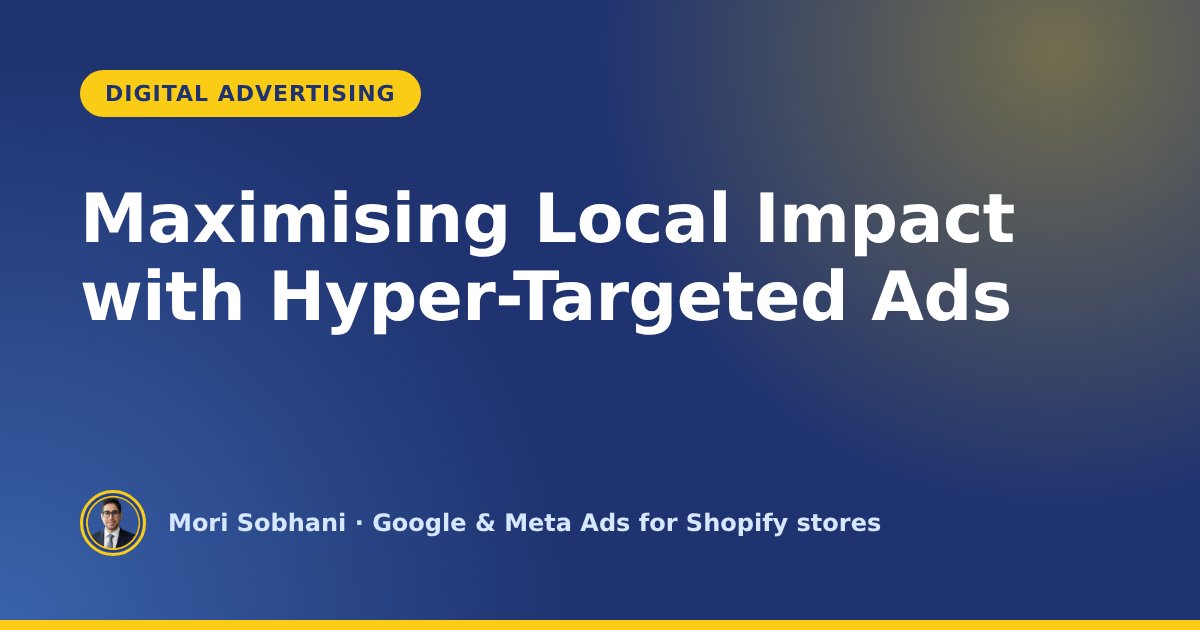 DIGITAL ADVERTISING
Maximising Local Impact
with Hyper-Targeted Ads
Mori Sobhani · Google & Meta Ads for Shopify stores